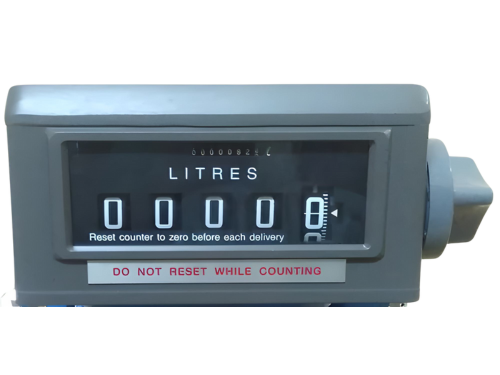 LITRES
0 0 0 0 0
Reset counter to zero before each delivery
DO NOT RESET WHILE COUNTING